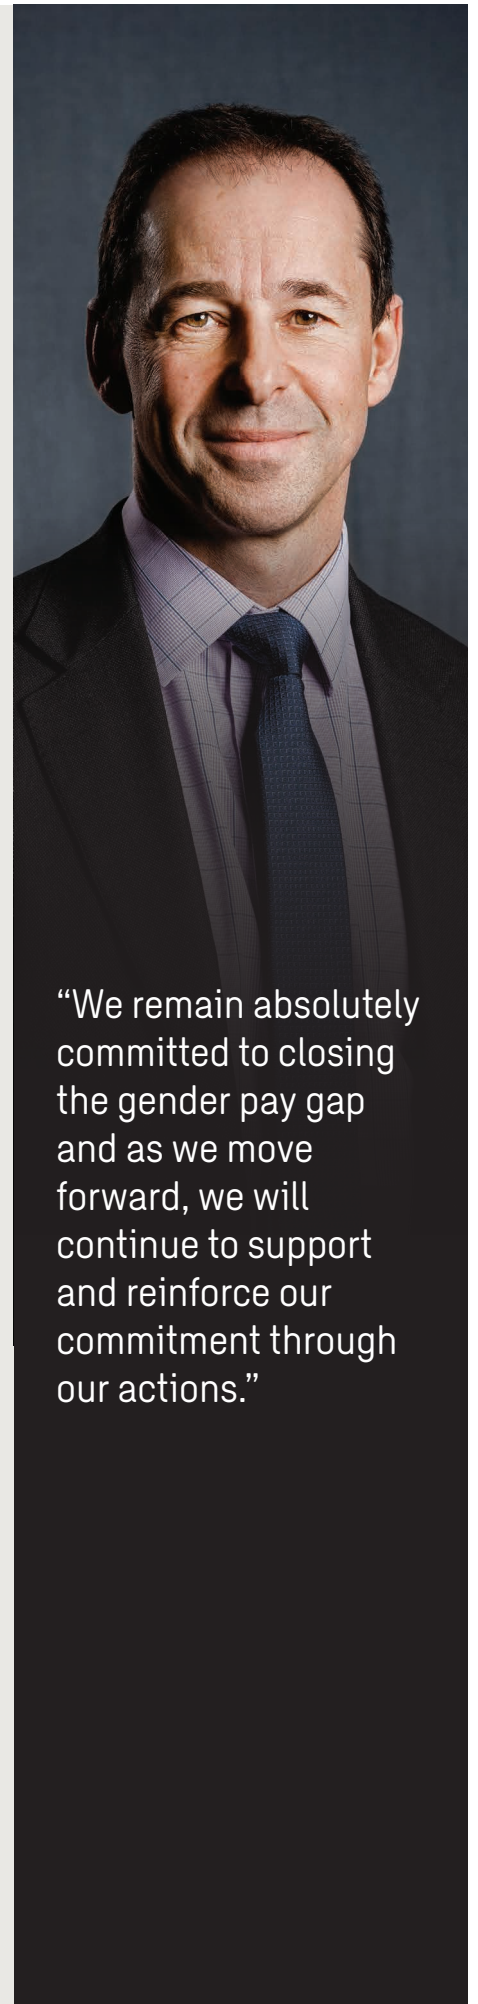 “We remain absolutely
committed to closing
the gender pay gap
and as we move
forward, we will
continue to support
and reinforce our
commitment through
our actions.”